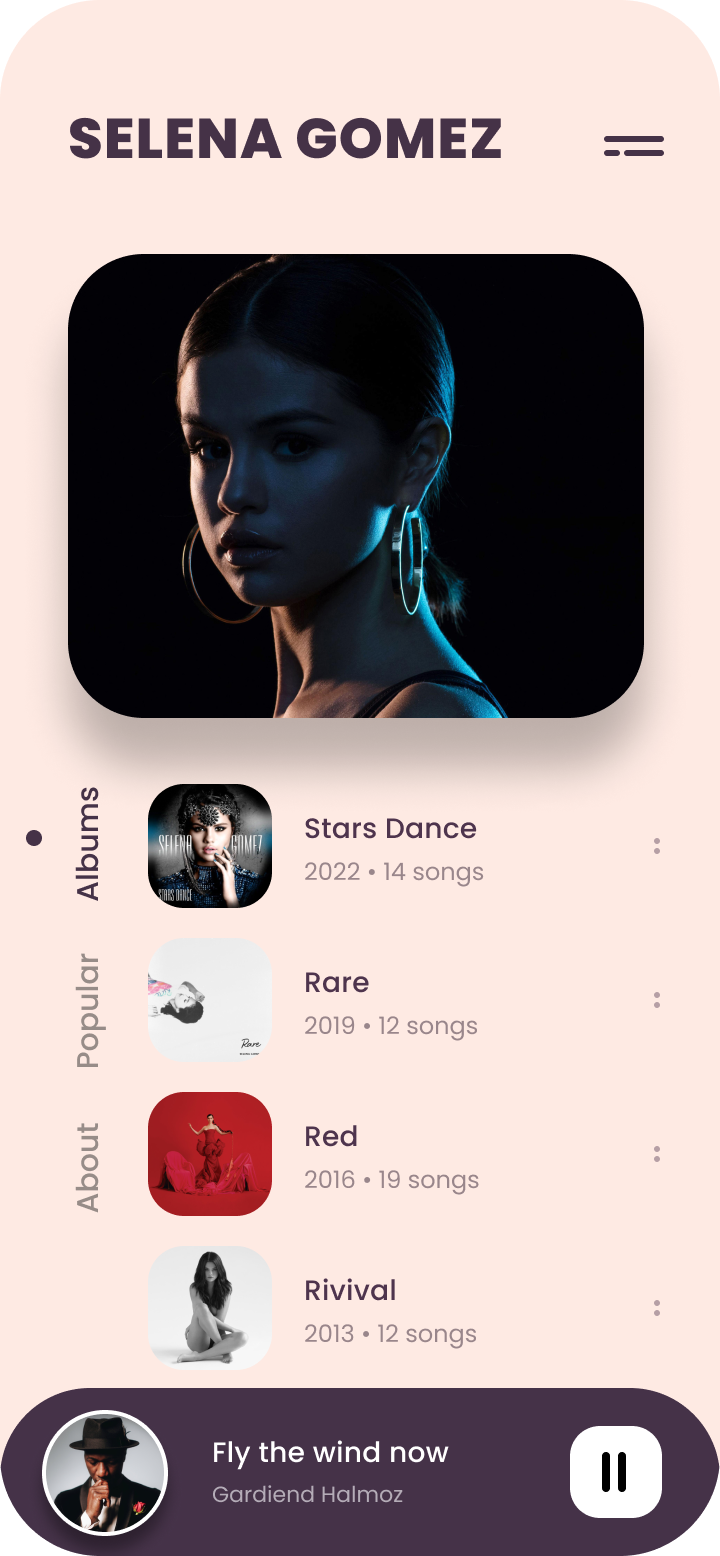 SELENA GOMEZ
Albums
Popular
About
SELENA GOMEZ
STARS DANCE
Stars Dance
2022 • 14 songs
Rare
Rare
2019 • 12 songs
Red
2016 • 19 songs
Rivival
2013 • 12 songs
Fly the wind now
Gardiend Halmoz